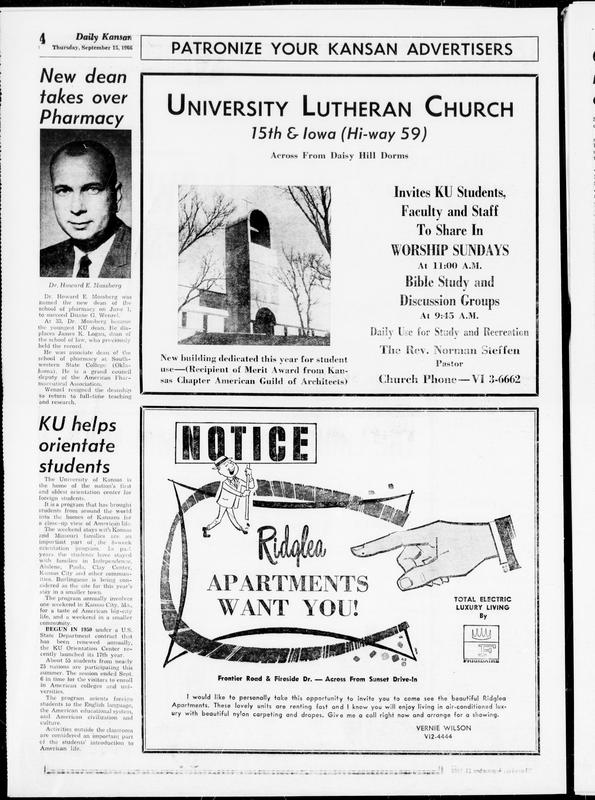 4
Daily Kansan
Thursday, September 15, 1966
PATRONIZE YOUR KANSAN ADVERTISERS
New dean
takes over
Pharmacy
Dr. Howard E. Mossberg
Dr. Howard E. Mossberg was
named the new dean of the
school of pharmacy on June 1,
to succeed Duane G. Wenzel.
At 33, Dr. Mossberg became
the youngest KU dean. He dis-
places James K. Logan, dean of
the school of law, who previously
held the record.
He was associate dean of the
school of pharmacy at South-
western State College (Okla-
homa). He is a grand council
deputy of the American Phar-
maceutical Association.
Wenzel resigned the deanship
to return to full-time teaching
and research.
KU helps
orientate
students
The University of Kansas is
the home of the nation's first
and oldest orientation center for
foreign students.
It is a program that has brought
students from around the world
into the homes of Kansans for
a close-up view of American life.
The weekend stays with Kansas
and Missouri families are an
important part of the 8-week
orientation program. In past
years the students have stayed
with families in Independence,
Abilene, Paola, Clay Center,
Kansas City and other communi-
ties. Burlingame is being con-
sidered as the site for this year's
stay in a smaller town.
The program annually involves
one weekend in Kansas City, Mo.,
for a taste of American big-city
life, and a weekend in a smaller
community.
BEGUN IN 1950 under a U.S.
State Department contract that
has been renewed annually,
the KU Orientation Center re-
cently launched its 17th year.
About 55 students from nearly
25 nations are participating this
summer. The session ended Sept.
6 in time for the visitors to enroll
in American colleges and uni-
versities.
The program orients foreign
students to the English language,
the American educational system,
and American civilization and
culture.
Activities outside the classrooms
are considered an important part
of the students' introduction to
American life.
UNIVERSITY LUTHERAN CHURCH
15th & Iowa (Hi-way 59)
Across From Daisy Hill Dorms
New building dedicated this year for student
use—(Recipient of Merit Award from Kan-
sas Chapter American Guild of Architects)
Invites KU Students,
Faculty and Staff
To Share In
WORSHIP SUNDAYS
At 11:00 A.M.
Bible Study and
Discussion Groups
At 9:45 A.M.
Daily Use for Study and Recreation
The Rev. Norman Steffen
Pastor
Church Phone—VI 3-6662
NOTICE
Ridglea
APARTMENTS
WANT YOU!
TOTAL ELECTRIC
LUXURY LIVING
By
FRIGIDAIRE
Frontier Road & Fireside Dr. — Across From Sunset Drive-In
I would like to personally take this opportunity to invite you to come see the beautiful Ridglea
Apartments. These lovely units are renting fast and I know you will enjoy living in air-conditioned lux-
ury with beautiful nylon carpeting and drapes. Give me a call right now and arrange for a showing.
VERNIE WILSON
VI2-4444